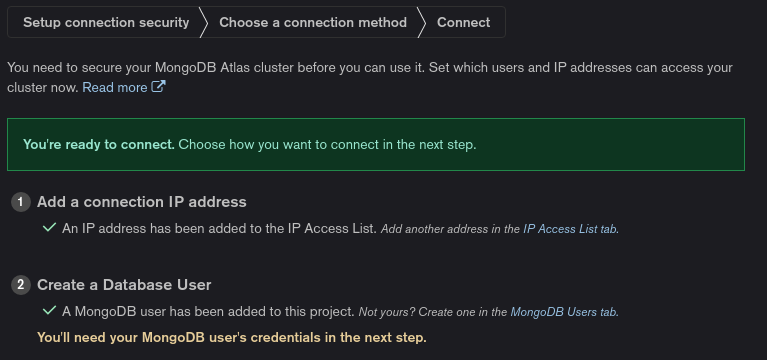 Setup connection security Choose a connection method Connect
You need to secure your MongoDB Atlas cluster before you can use it. Set which users and IP addresses can access your
cluster now. Read more
You're ready to connect. Choose how you want to connect in the next step.
1 Add a connection IP address
An IP address has been added to the IP Access List. Add another address in the IP Access List tab.
2 Create a Database User
A MongoDB user has been added to this project. Not yours? Create one in the MongoDB Users tab.
You'll need your MongoDB user's credentials in the next step.